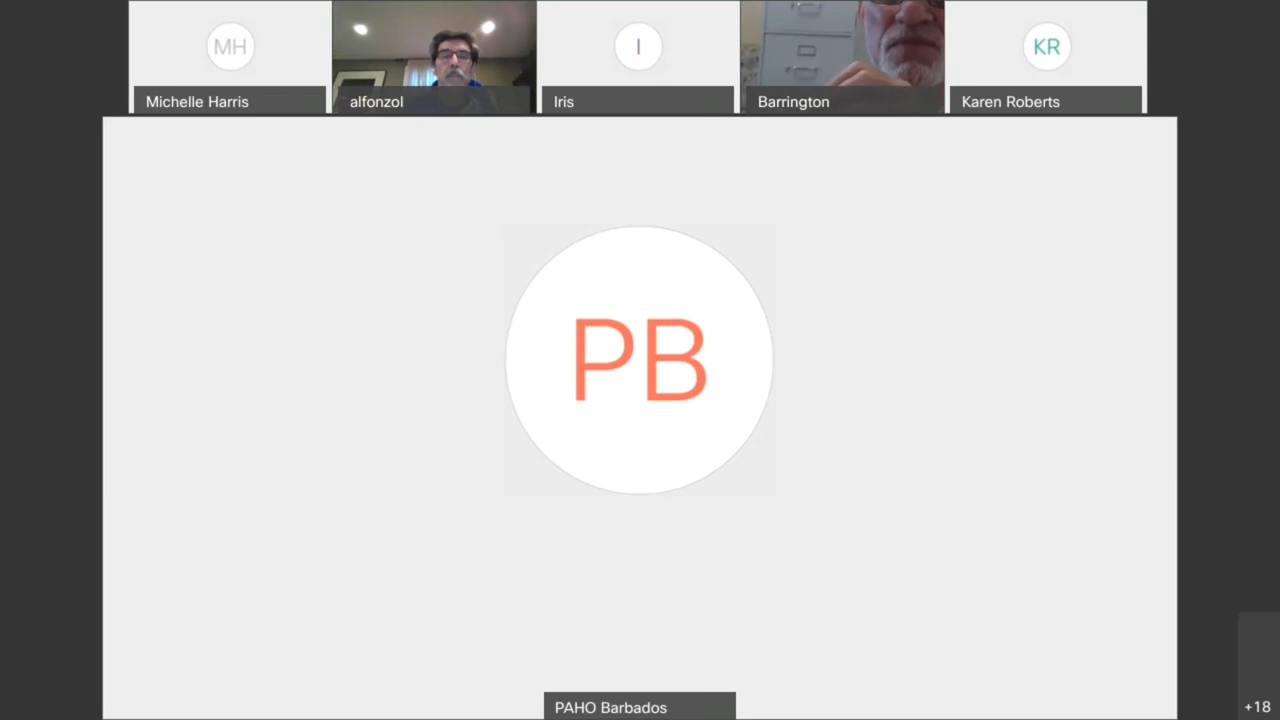 MH
I
KR
Michelle Harris
alfonzol
Iris
Barrington
Karen Roberts
PB
PAHO Barbados
+18